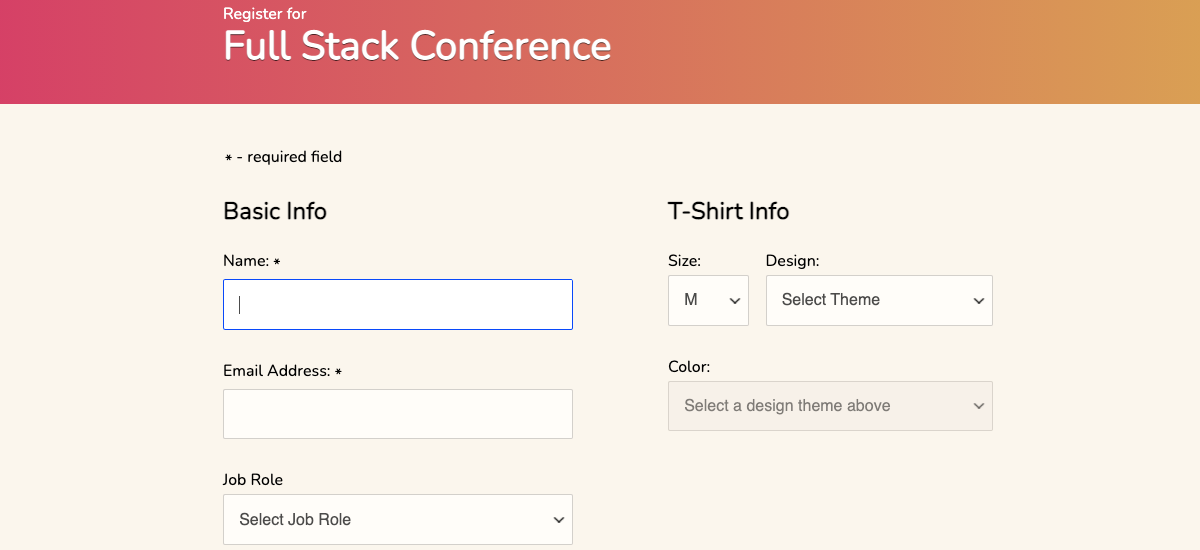 Register for
Full Stack Conference
* - required field
Basic Info
Name: *
Email Address: *
Job Role
Select Job Role
T-Shirt Info
Size:
M
Design:
Select Theme
Color:
Select a design theme above